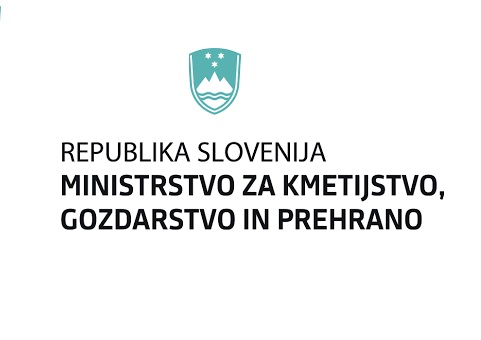 REPUBLIKA SLOVENIJA
MINISTRSTVO ZA KMETIJSTVO,
GOZDARSTVO IN PREHRANO